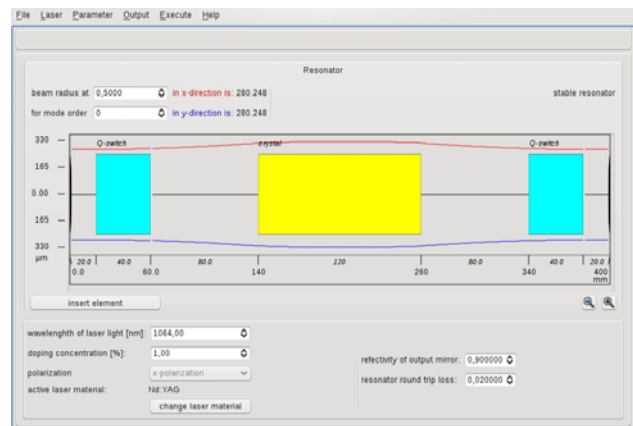 File Laser Parameter Output Execute Help
Resonator
beam radius at 0,5000 in x-direction is: 280.248 stable resonator
for mode order 0 in y-direction is: 280.248
330
Q-switch crystal Q-switch
165
0.00
165
330
µm 20.0 40.0 80.0 120 80.0 40.0 20.0
0.0 60.0 140 260 340 400
mm
insert element
wavelenghth of laser light [nm]: 1064,00
doping concentration [%]: 1,00
refectivity of output mirror: 0,900000
polarization x-polarization
resonator round trip loss: 0,020000
active laser material: Nd:YAG
change laser material